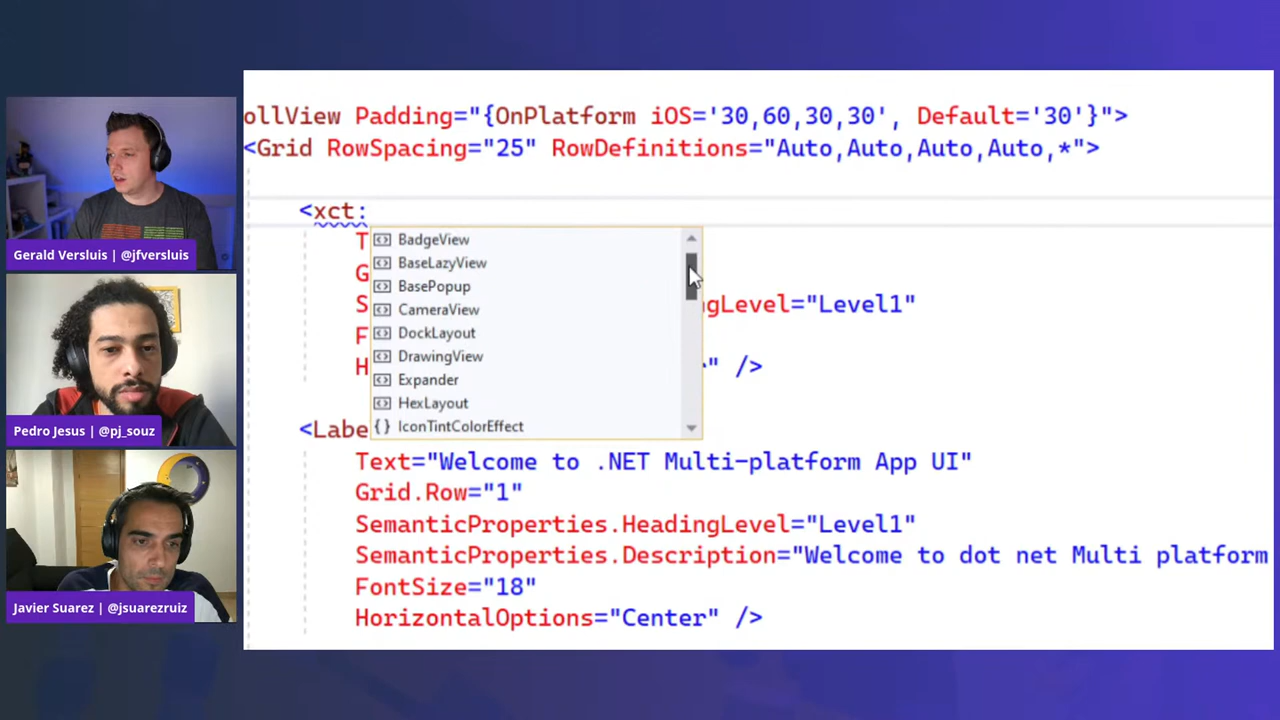 Gerald Versluis | @jfversluis
Pedro Jesus | @pj_souz
Javier Suarez | @jsuarezruiz
ollView Padding="{OnPlatform iOS='30,60,30,30', Default='30'}">
<Grid RowSpacing="25" RowDefinitions="Auto,Auto,Auto,Auto,*">
<xct:
BadgeView
BaseLazyView
BasePopup
CameraView
DockLayout
DrawingView
Expander
HexLayout
{} IconTintColorEffect
T
G
S ngLevel="Level1"
F
H " />
<Labe
Text="Welcome to .NET Multi-platform App UI"
Grid.Row="1"
SemanticProperties.HeadingLevel="Level1"
SemanticProperties.Description="Welcome to dot net Multi platform
FontSize="18"
HorizontalOptions="Center" />